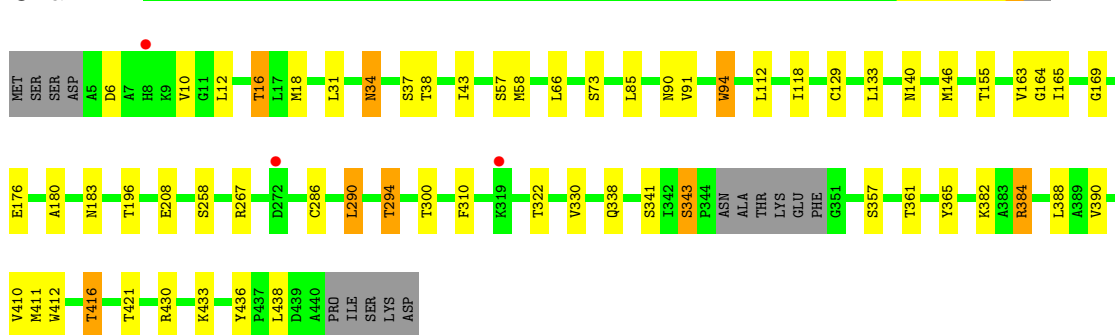 MET SER SER ASP A5 D6 A7 H8 K9 V10 G11 L12 T16 L17 M18 L31 N34 S37 T38 I43 S57 M58 L66 S73 L85 N90 V91 W94 L112 I118 C129 L133 N140 M146 T155 V163 G164 I165 G169
E176 A180 N183 T196 E208 S258 R267 D272 C286 L290 T294 T300 F310 K319 T322 V330 Q338 S341 I342 S343 P344 ASN ALA THR LYS GLU PHE G351 S357 T361 Y365 K382 A383 R384 L388 A389 V390
V410 M411 W412 T416 T421 R430 K433 Y436 P437 L438 D439 A440 PRO ILE SER LYS ASP